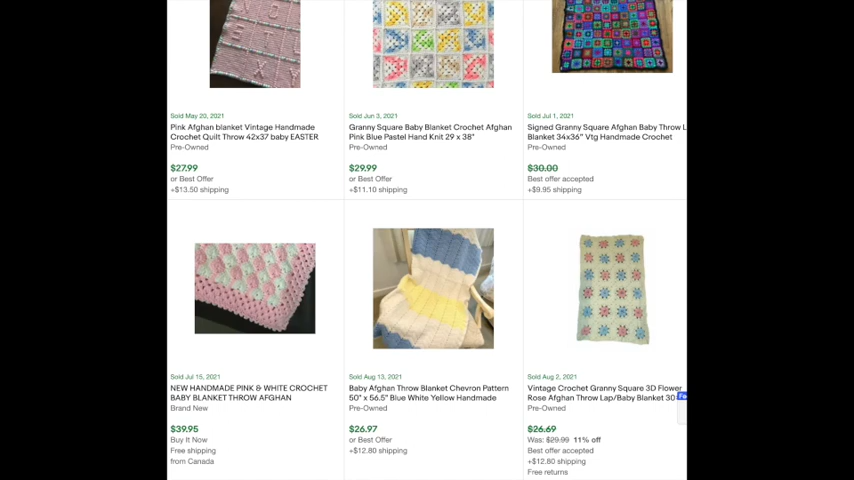 Sold May 20, 2021
Pink Afghan blanket Vintage Handmade
Crochet Quilt Throw 42x37 baby EASTER
Pre-Owned
$27.99
or Best Offer
+$13.50 shipping
Sold Jun 3, 2021
Granny Square Baby Blanket Crochet Afghan
Pink Blue Pastel Hand Knit 29 x 38"
Pre-Owned
$29.99
or Best Offer
+$11.10 shipping
Sold Jul 1, 2021
Signed Granny Square Afghan Baby Throw L
Blanket 34x36" Vtg Handmade Crochet
Pre-Owned
$30.00
Best offer accepted
+$9.95 shipping
Sold Jul 15, 2021
NEW HANDMADE PINK & WHITE CROCHET
BABY BLANKET THROW AFGHAN
Brand New
$39.95
Buy It Now
Free shipping
from Canada
Sold Aug 13, 2021
Baby Afghan Throw Blanket Chevron Pattern
50" x 56.5" Blue White Yellow Handmade
Pre-Owned
$26.97
or Best Offer
+$12.80 shipping
Sold Aug 2, 2021
Vintage Crochet Granny Square 3D Flower
Rose Afghan Throw Lap/Baby Blanket 30
Pre-Owned
$26.69
Was: $29.99 11% off
Best offer accepted
+$12.80 shipping
Free returns